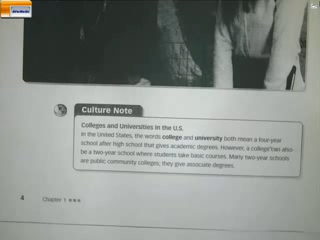 Culture Note
Colleges and Universities in the U.S.
In the United States, the words college and university both mean a four-year
school after high school that gives academic degrees. However, a college can also
be a two-year school where students take basic courses. Many two-year schools
are public community colleges; they give associate degrees.
4 Chapter 1